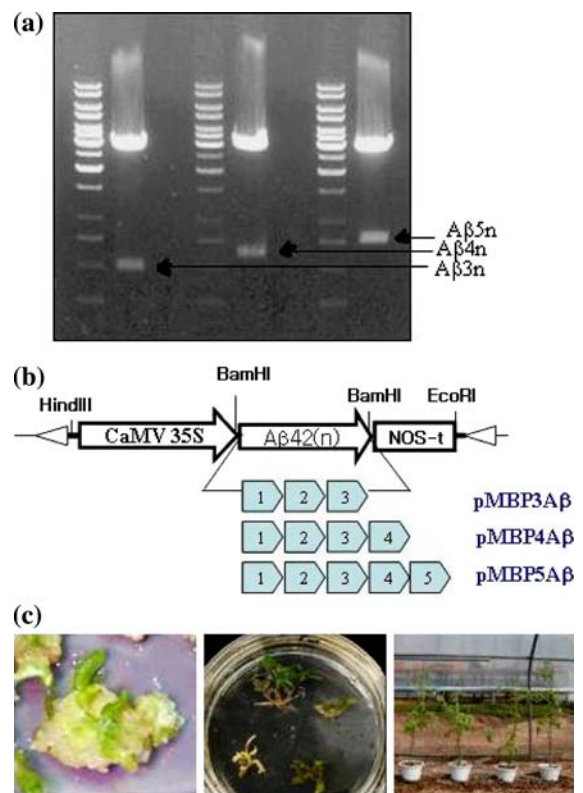 (a)
Aβ5n
Aβ4n
Aβ3n
(b)
BamHI
HindIII
BamHI
EcoRI
CaMV 35S
Aβ42(n)
NOS-t
1 2 3
pMBP3Aβ
1 2 3 4
pMBP4Aβ
1 2 3 4 5
pMBP5Aβ
(c)